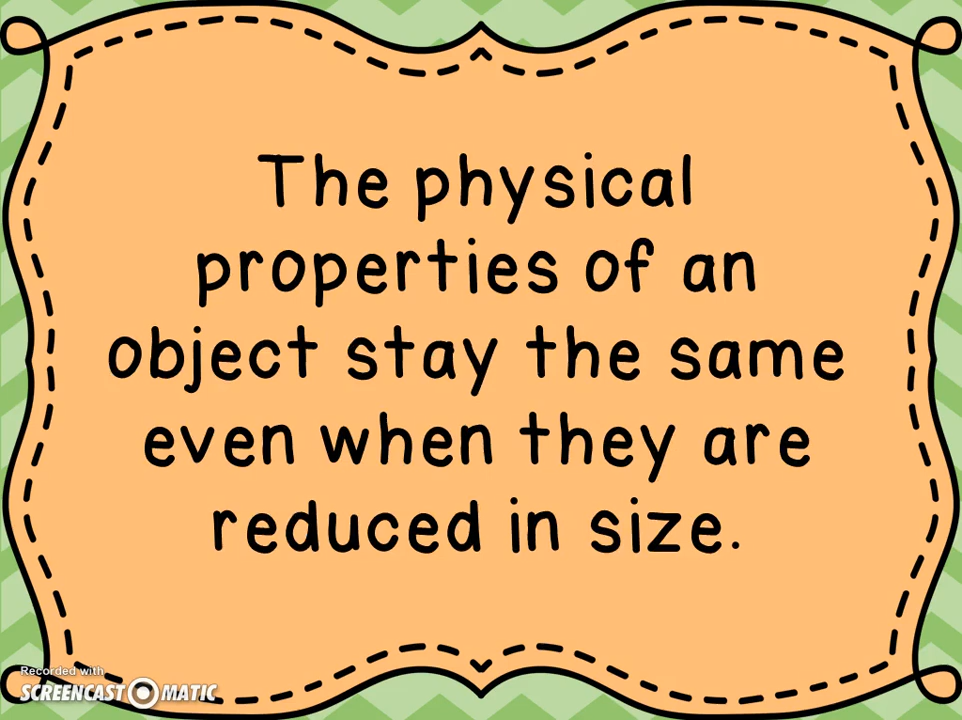 The physical
properties of an
object stay the same
even when they are
reduced in size.
Recorded with
SCREENCAST MATIC